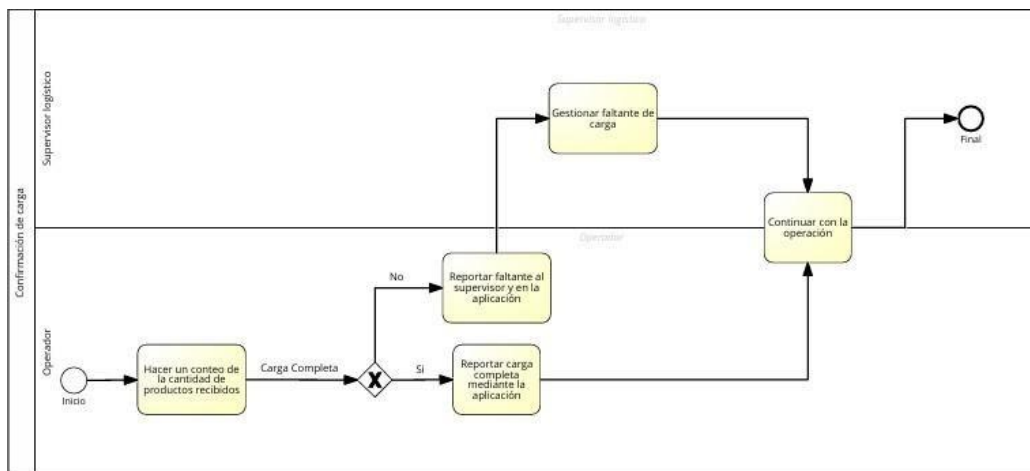 Supervisor logístico
Confirmación de carga
Supervisor logístico
Gestionar faltante de
carga
Final
Continuar con la
operación
Operador
Operador
No
Reportar faltante al
supervisor y en la
aplicación
Inicio
Hacer un conteo de
la cantidad de
productos recibidos
Carga Completa
X
Si
Reportar carga
completa
mediante la
aplicación